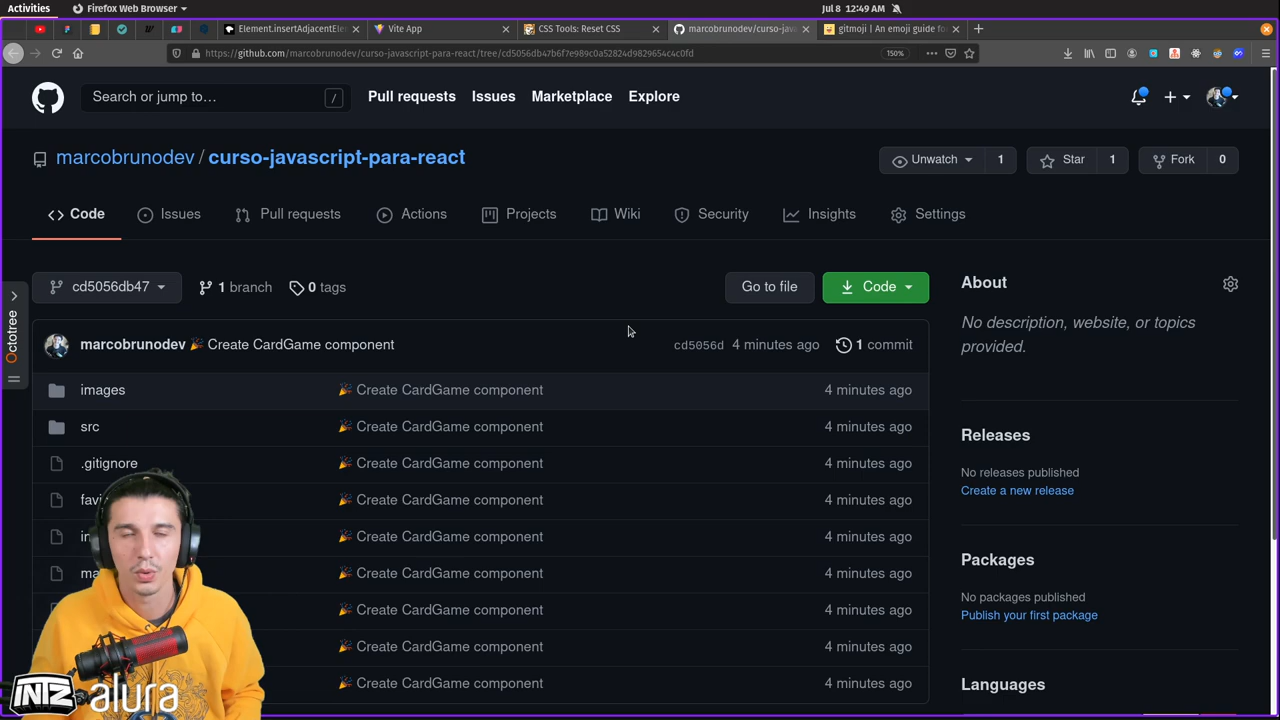 Activities
Firefox Web Browser
Jul 8 12:49 AM
Element.insertAdjacentEle
Vite App
CSS Tools: Reset CSS
marcobrunodev/curso-java
gitmoji | An emoji guide fo
https://github.com/marcobrunodev/curso-javascript-para-react/tree/cd5056db47b6f7e989c0a52824d9829654c4c0fd
150%
Search or jump to…
/
Pull requests
Issues
Marketplace
Explore
marcobrunodev / curso-javascript-para-react
Unwatch
1
Star
1
Fork
0
Code
Issues
Pull requests
Actions
Projects
Wiki
Security
Insights
Settings
cd5056db47
1 branch
0 tags
Go to file
Code
About
No description, website, or topics
provided.
Octotree
marcobrunodev 🎉 Create CardGame component
cd5056d 4 minutes ago
1 commit
images
🎉 Create CardGame component
4 minutes ago
src
🎉 Create CardGame component
4 minutes ago
.gitignore
🎉 Create CardGame component
4 minutes ago
favi
🎉 Create CardGame component
4 minutes ago
🎉 Create CardGame component
4 minutes ago
🎉 Create CardGame component
4 minutes ago
🎉 Create CardGame component
4 minutes ago
🎉 Create CardGame component
4 minutes ago
🎉 Create CardGame component
4 minutes ago
Releases
No releases published
Create a new release
Packages
No packages published
Publish your first package
Languages
INTZ alura